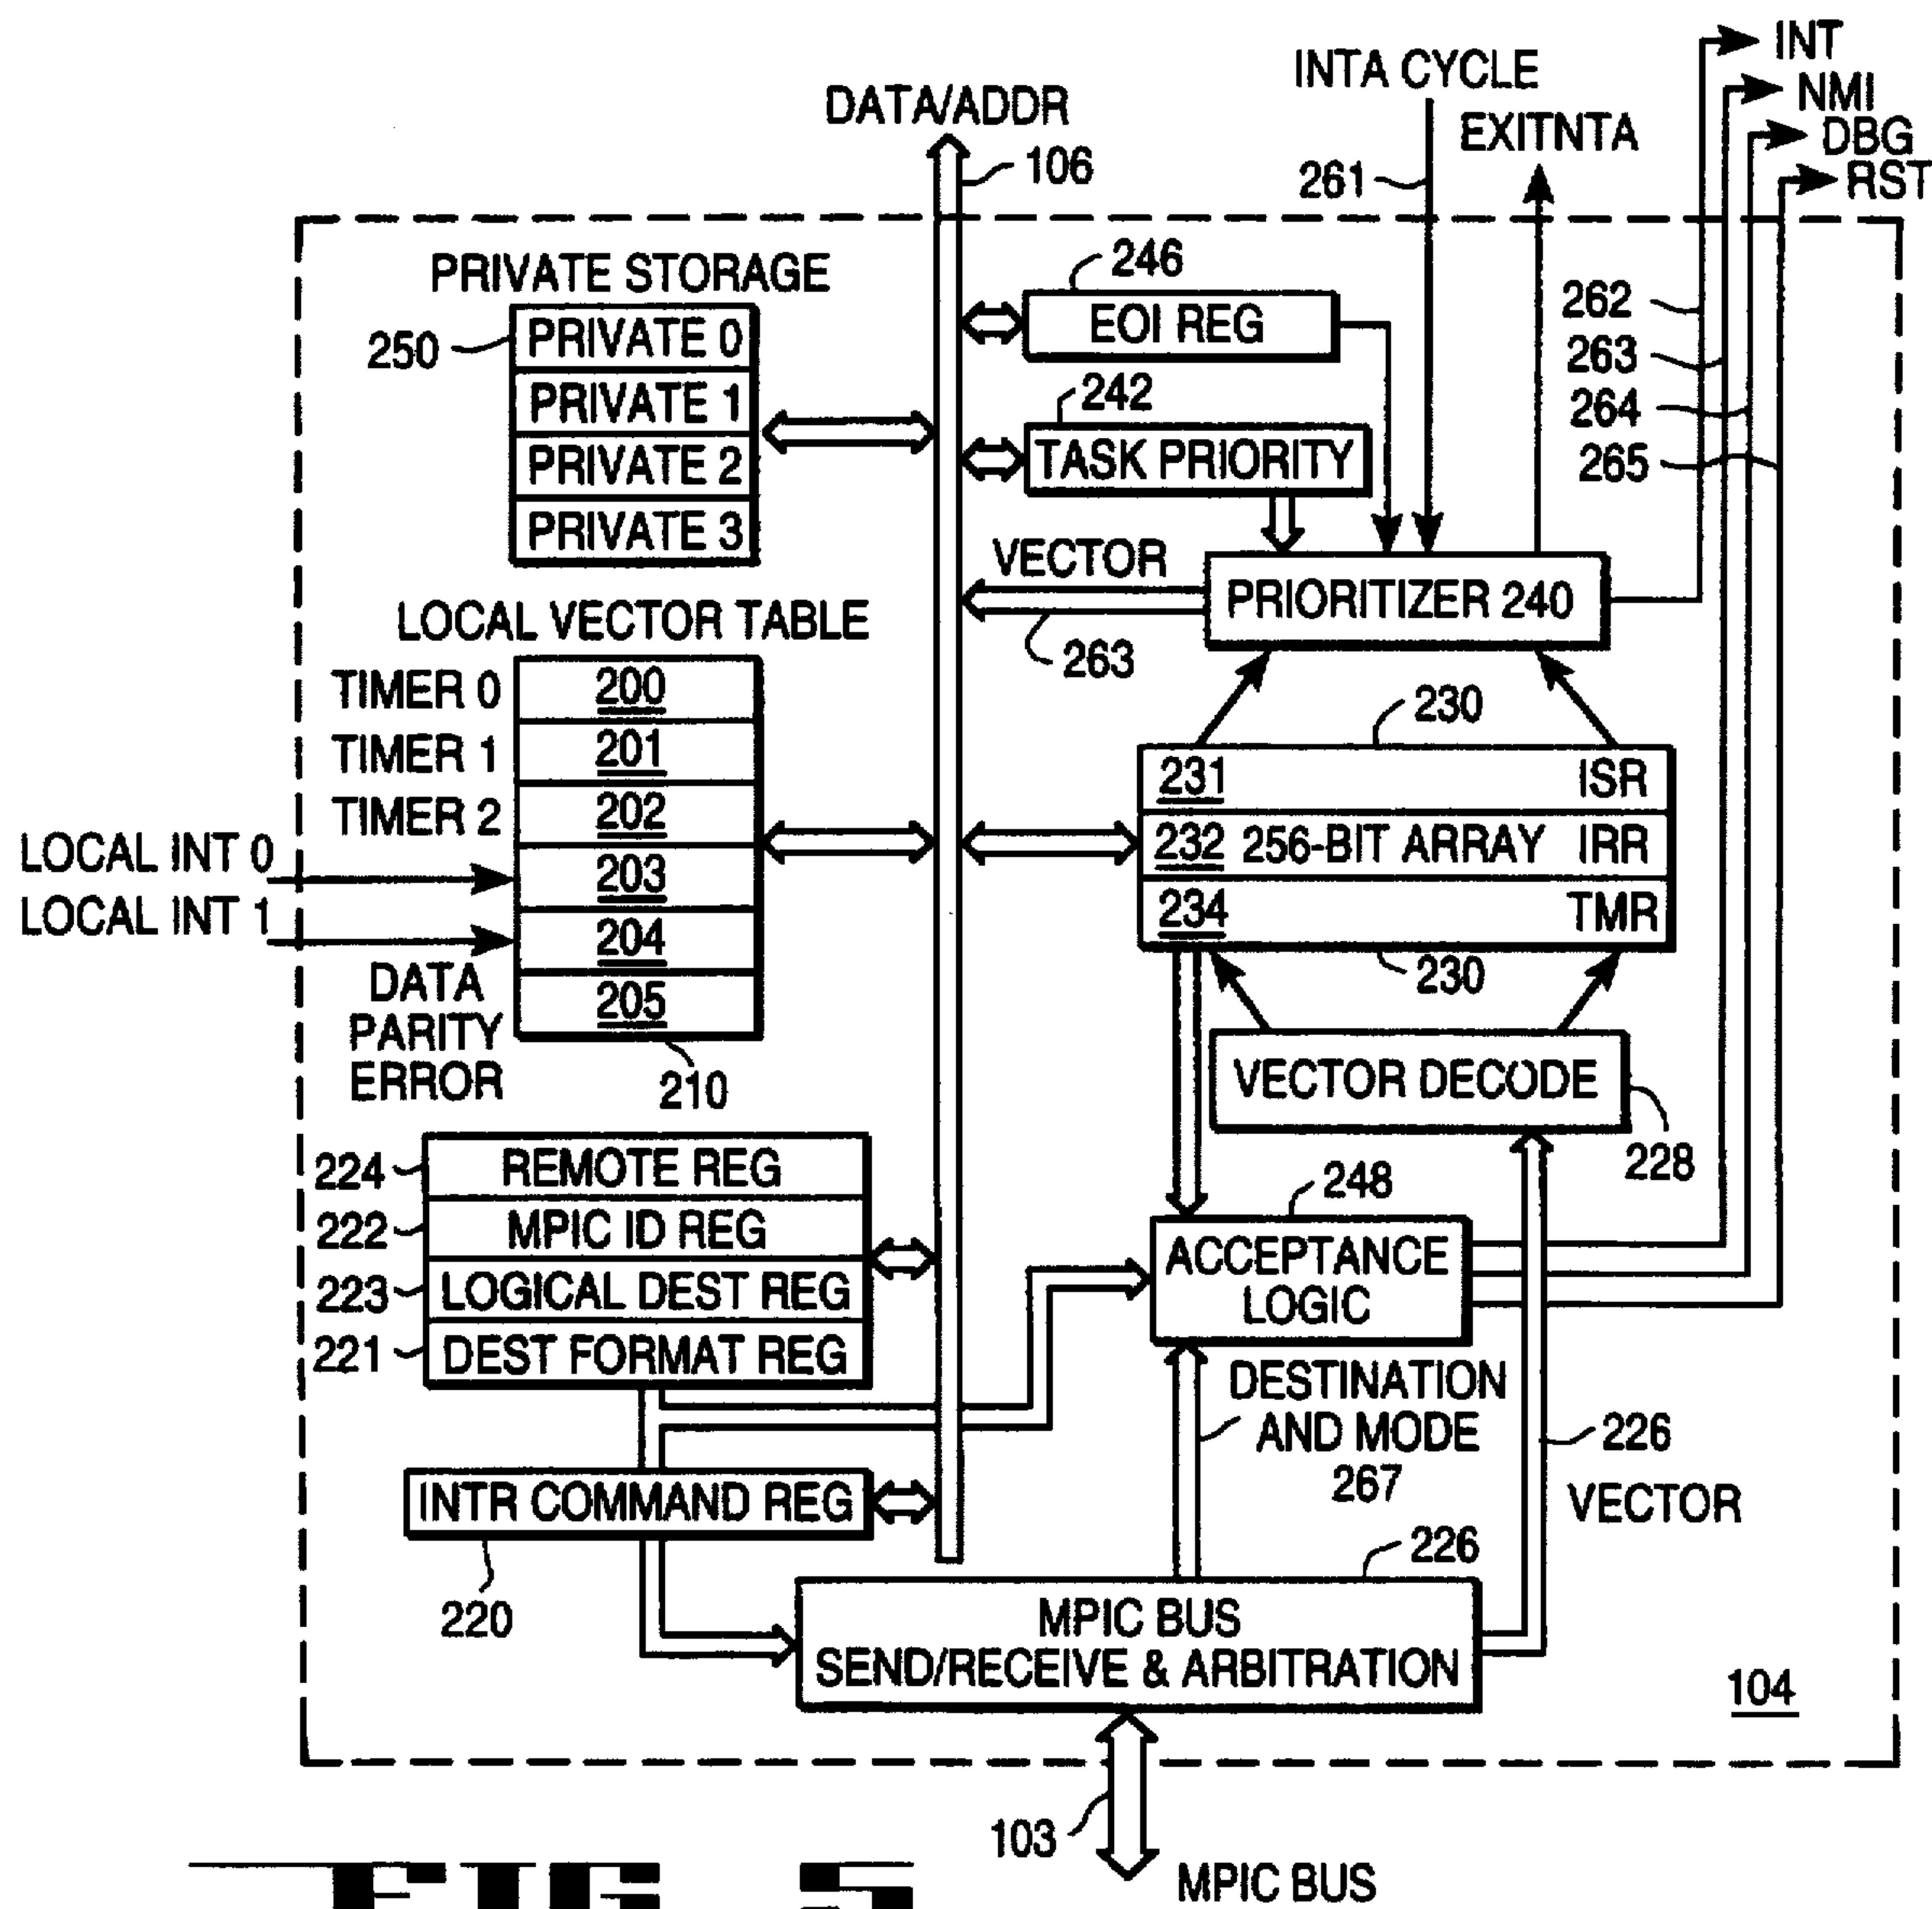 INT
NMI
DBG
RST
INTA CYCLE
EXITNTA
DATA/ADDR
106
261
PRIVATE STORAGE
250
PRIVATE 0
PRIVATE 1
PRIVATE 2
PRIVATE 3
246
EOI REG
242
TASK PRIORITY
262
263
264
265
VECTOR
263
PRIORITIZER 240
LOCAL VECTOR TABLE
TIMER 0 200
TIMER 1 201
TIMER 2 202
LOCAL INT 0 203
LOCAL INT 1 204
DATA
PARITY
ERROR
205
210
230
231 ISR
232 256-BIT ARRAY IRR
234 TMR
230
VECTOR DECODE
228
224 REMOTE REG
222 MPIC ID REG
223 LOGICAL DEST REG
221 DEST FORMAT REG
248
ACCEPTANCE
LOGIC
DESTINATION
AND MODE
267
226
VECTOR
INTR COMMAND REG
220
226
MPIC BUS
SEND/RECEIVE & ARBITRATION
104
103
MPIC BUS
FIG 5